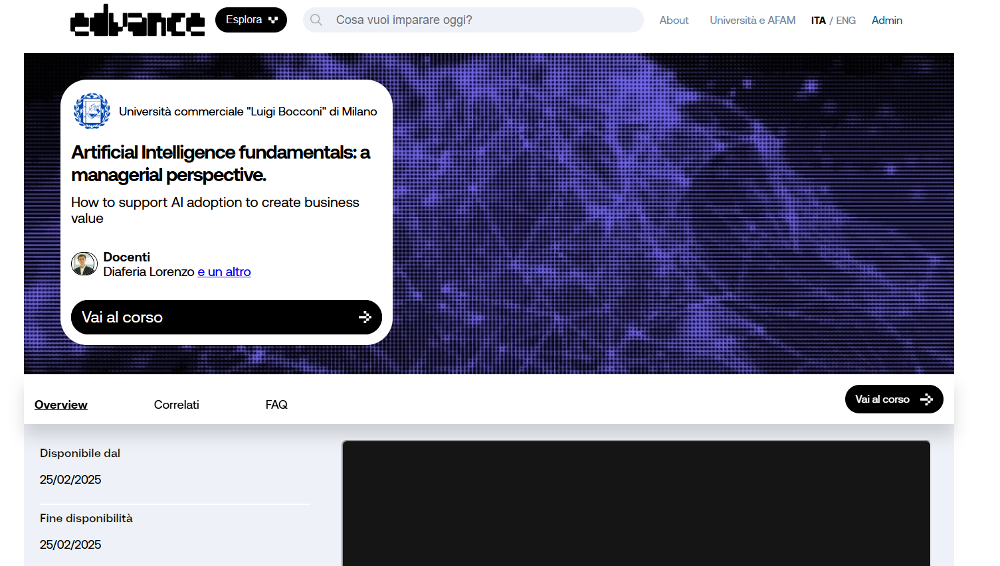 edvance
Esplora
Cosa vuoi imparare oggi?
About
Università e AFAM
ITA / ENG
Admin
Università commerciale "Luigi Bocconi" di Milano
Artificial Intelligence fundamentals: a
managerial perspective.
How to support AI adoption to create business
value
Docenti
Diaferia Lorenzo e un altro
Vai al corso
Overview
Correlati
FAQ
Vai al corso
Disponibile dal
25/02/2025
Fine disponibilità
25/02/2025